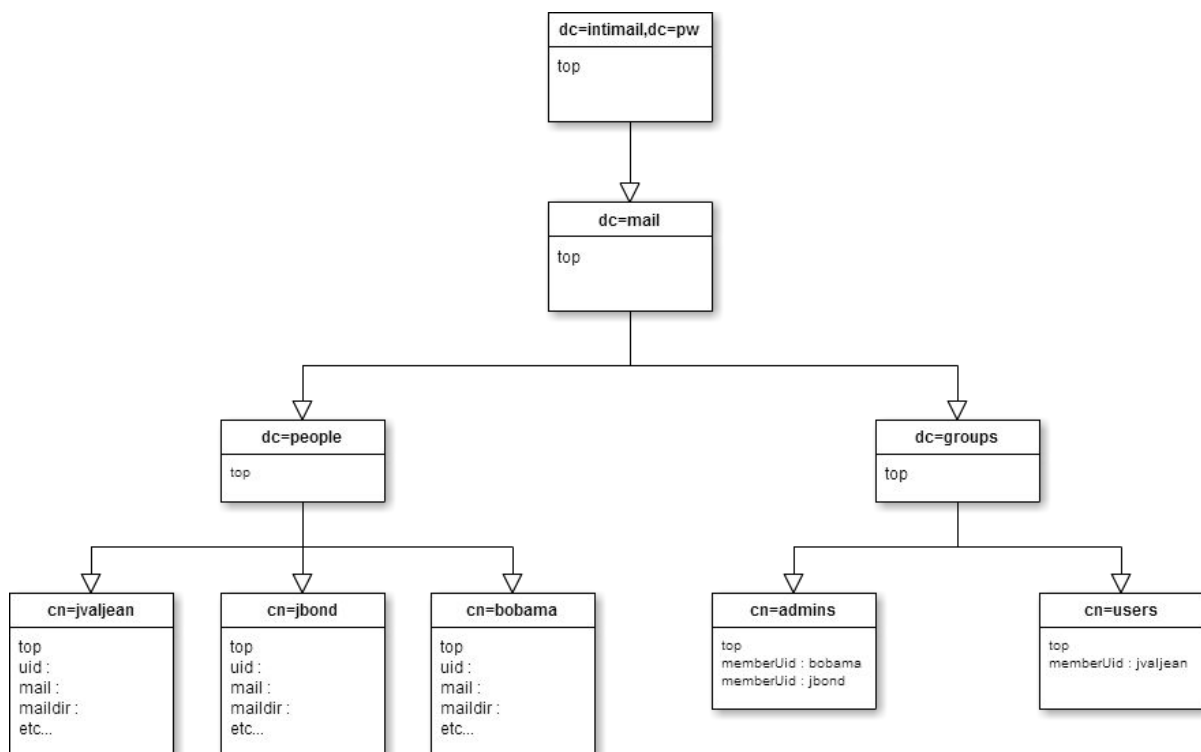 dc=intimail,dc=pw
top
dc=mail
top
dc=people
top
dc=groups
top
cn=jvaljean
top
uid :
mail :
maildir :
etc...
cn=jbond
top
uid :
mail :
maildir :
etc...
cn=bobama
top
uid :
mail :
maildir :
etc...
cn=admins
top
memberUid : bobama
memberUid : jbond
cn=users
top
memberUid : jvaljean